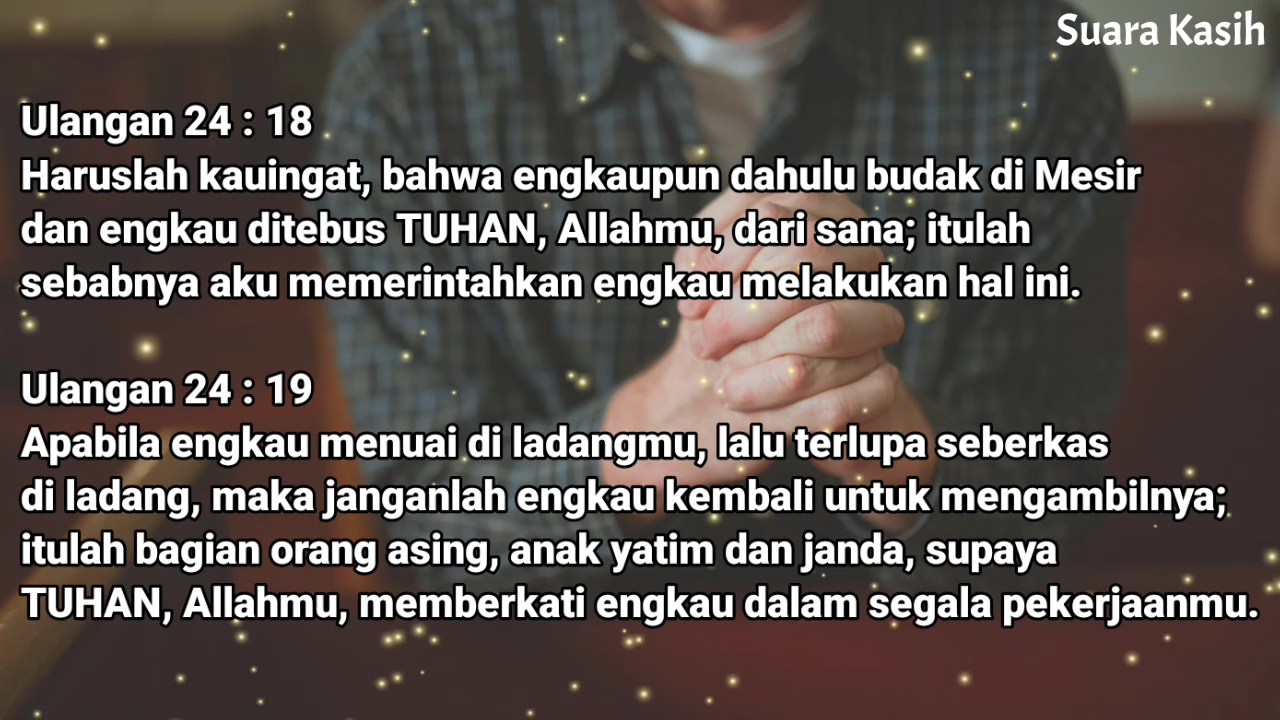 Suara Kasih
Ulangan 24 : 18
Haruslah kauingat, bahwa engkaupun dahulu budak di Mesir
dan engkau ditebus TUHAN, Allahmu, dari sana; itulah
sebabnya aku memerintahkan engkau melakukan hal ini.
Ulangan 24 : 19
Apabila engkau menuai di ladangmu, lalu terlupa seberkas
di ladang, maka janganlah engkau kembali untuk mengambilnya;
itulah bagian orang asing, anak yatim dan janda, supaya
TUHAN, Allahmu, memberkati engkau dalam segala pekerjaanmu.